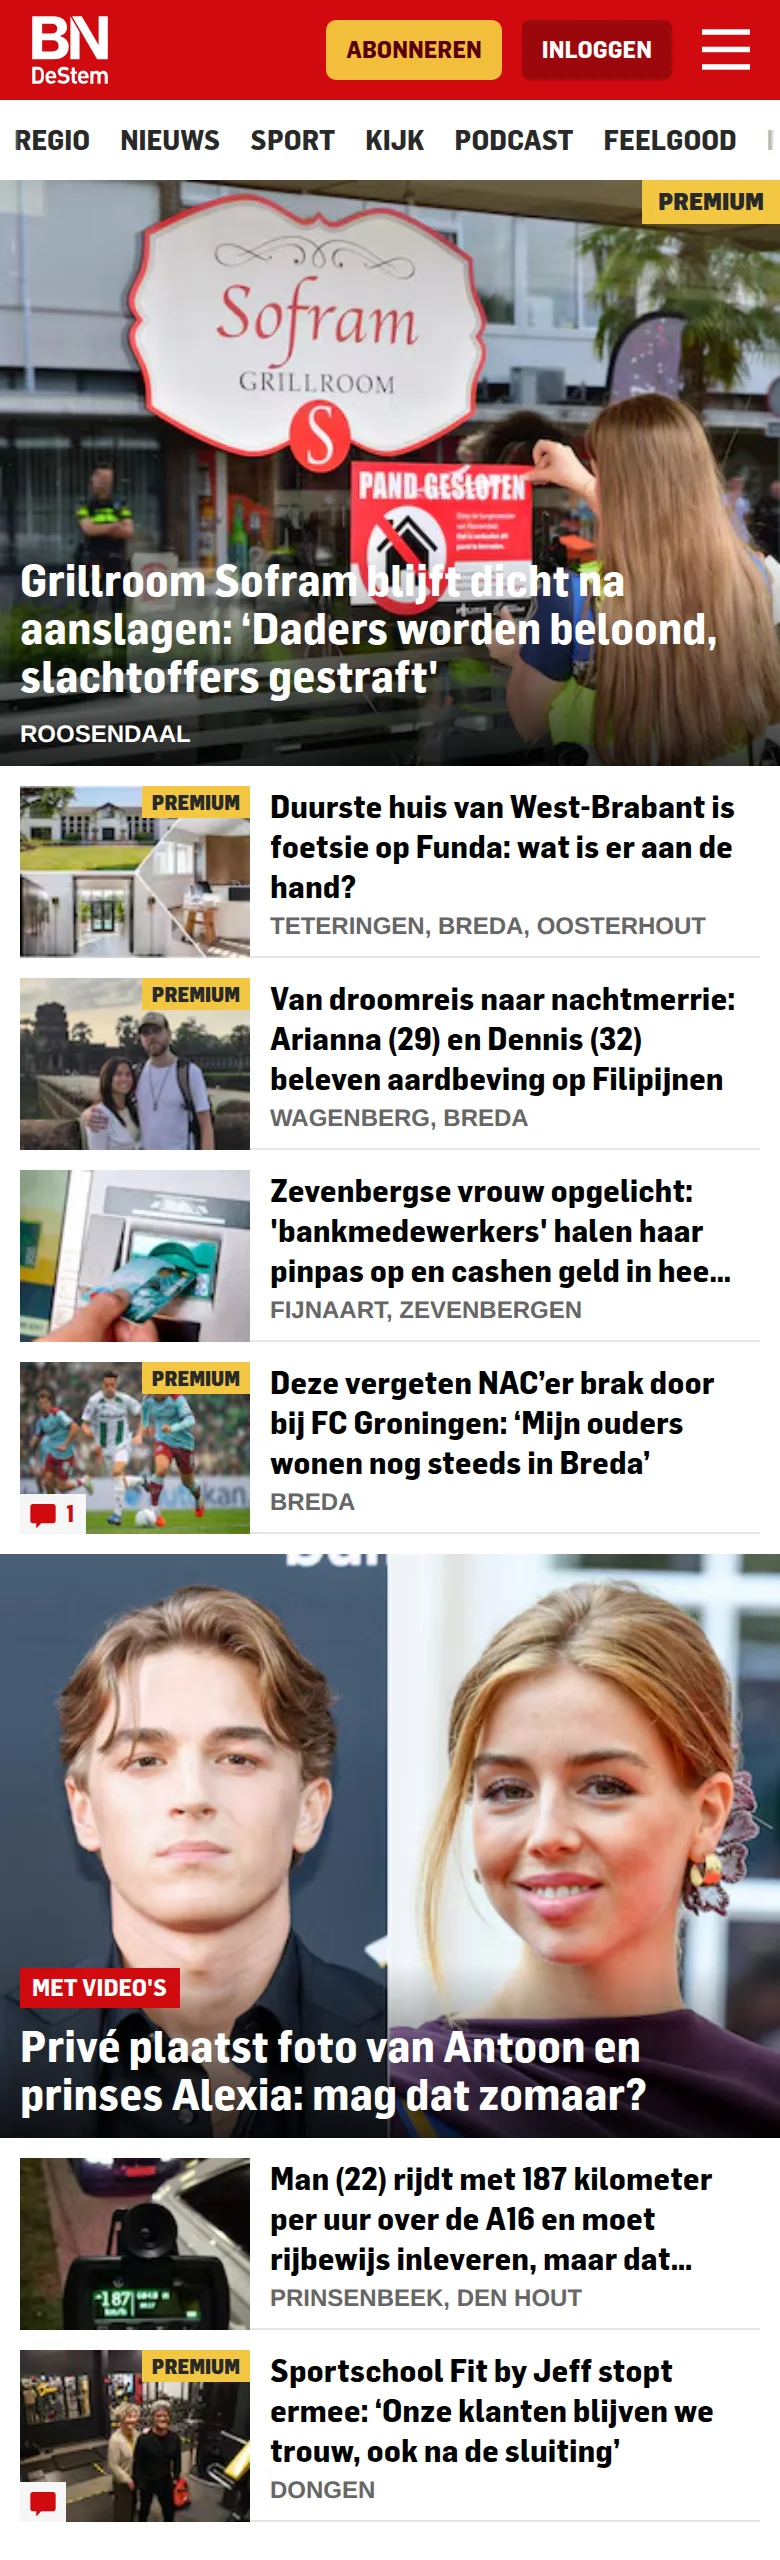 BN
DeStem
ABONNEREN
INLOGGEN
REGIO NIEUWS SPORT KIJK PODCAST FEELGOOD
PREMIUM
Sofram
GRILLROOM
S
PAND GESLOTEN
Grillroom Sofram blijft dicht na
aanslagen: ‘Daders worden beloond,
slachtoffers gestraft'
ROOSENDAAL
PREMIUM
Duurste huis van West-Brabant is
foetsie op Funda: wat is er aan de
hand?
TETERINGEN, BREDA, OOSTERHOUT
PREMIUM
Van droomreis naar nachtmerrie:
Arianna (29) en Dennis (32)
beleven aardbeving op Filipijnen
WAGENBERG, BREDA
Zevenbergse vrouw opgelicht:
'bankmedewerkers' halen haar
pinpas op en cashen geld in hee...
FIJNAART, ZEVENBERGEN
PREMIUM
1
Deze vergeten NAC’er brak door
bij FC Groningen: ‘Mijn ouders
wonen nog steeds in Breda’
BREDA
MET VIDEO'S
Privé plaatst foto van Antoon en
prinses Alexia: mag dat zomaar?
187
Man (22) rijdt met 187 kilometer
per uur over de A16 en moet
rijbewijs inleveren, maar dat...
PRINSENBEEK, DEN HOUT
PREMIUM
Sportschool Fit by Jeff stopt
ermee: ‘Onze klanten blijven we
trouw, ook na de sluiting’
DONGEN